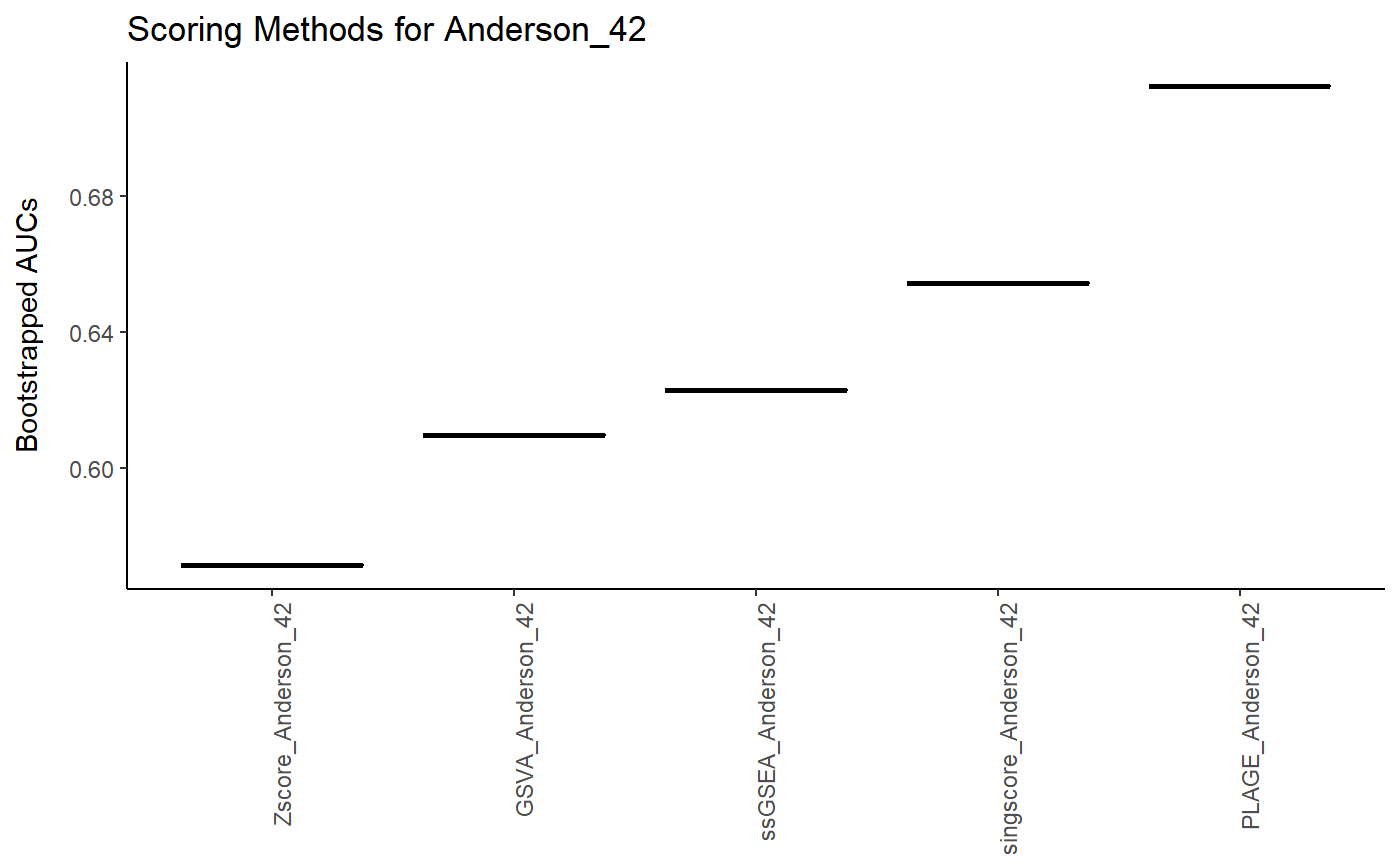 Scoring Methods for Anderson_42
Bootstrapped AUCs
0.68
0.64
0.60
Zscore_Anderson_42
GSVA_Anderson_42
ssGSEA_Anderson_42
singscore_Anderson_42
PLAGE_Anderson_42